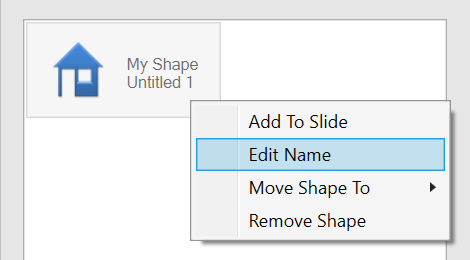 My Shape
Untitled 1
Add To Slide
Edit Name
Move Shape To
Remove Shape